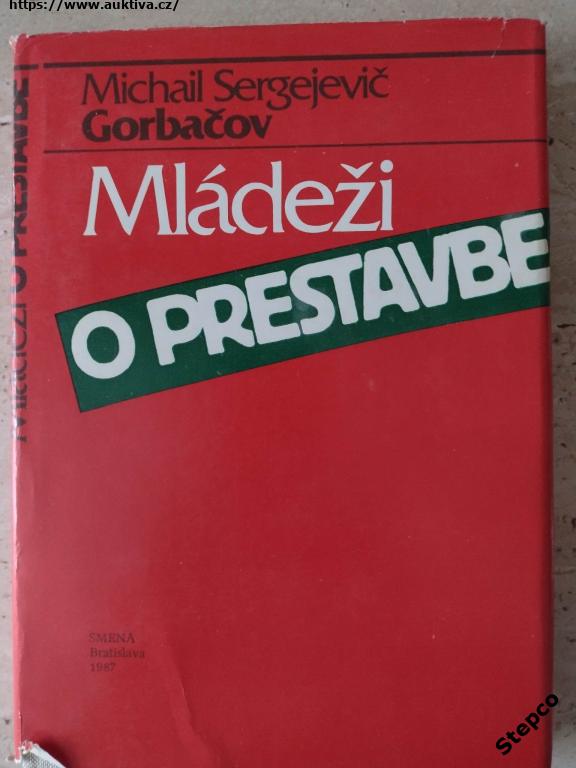 https://www.auktiva.cz/
Michail Sergejevič
Gorbačov
Mládeži
O PRESTAVBE
Mládeži O PRESTAVBE
SMENA
Bratislava
1987
Stepco